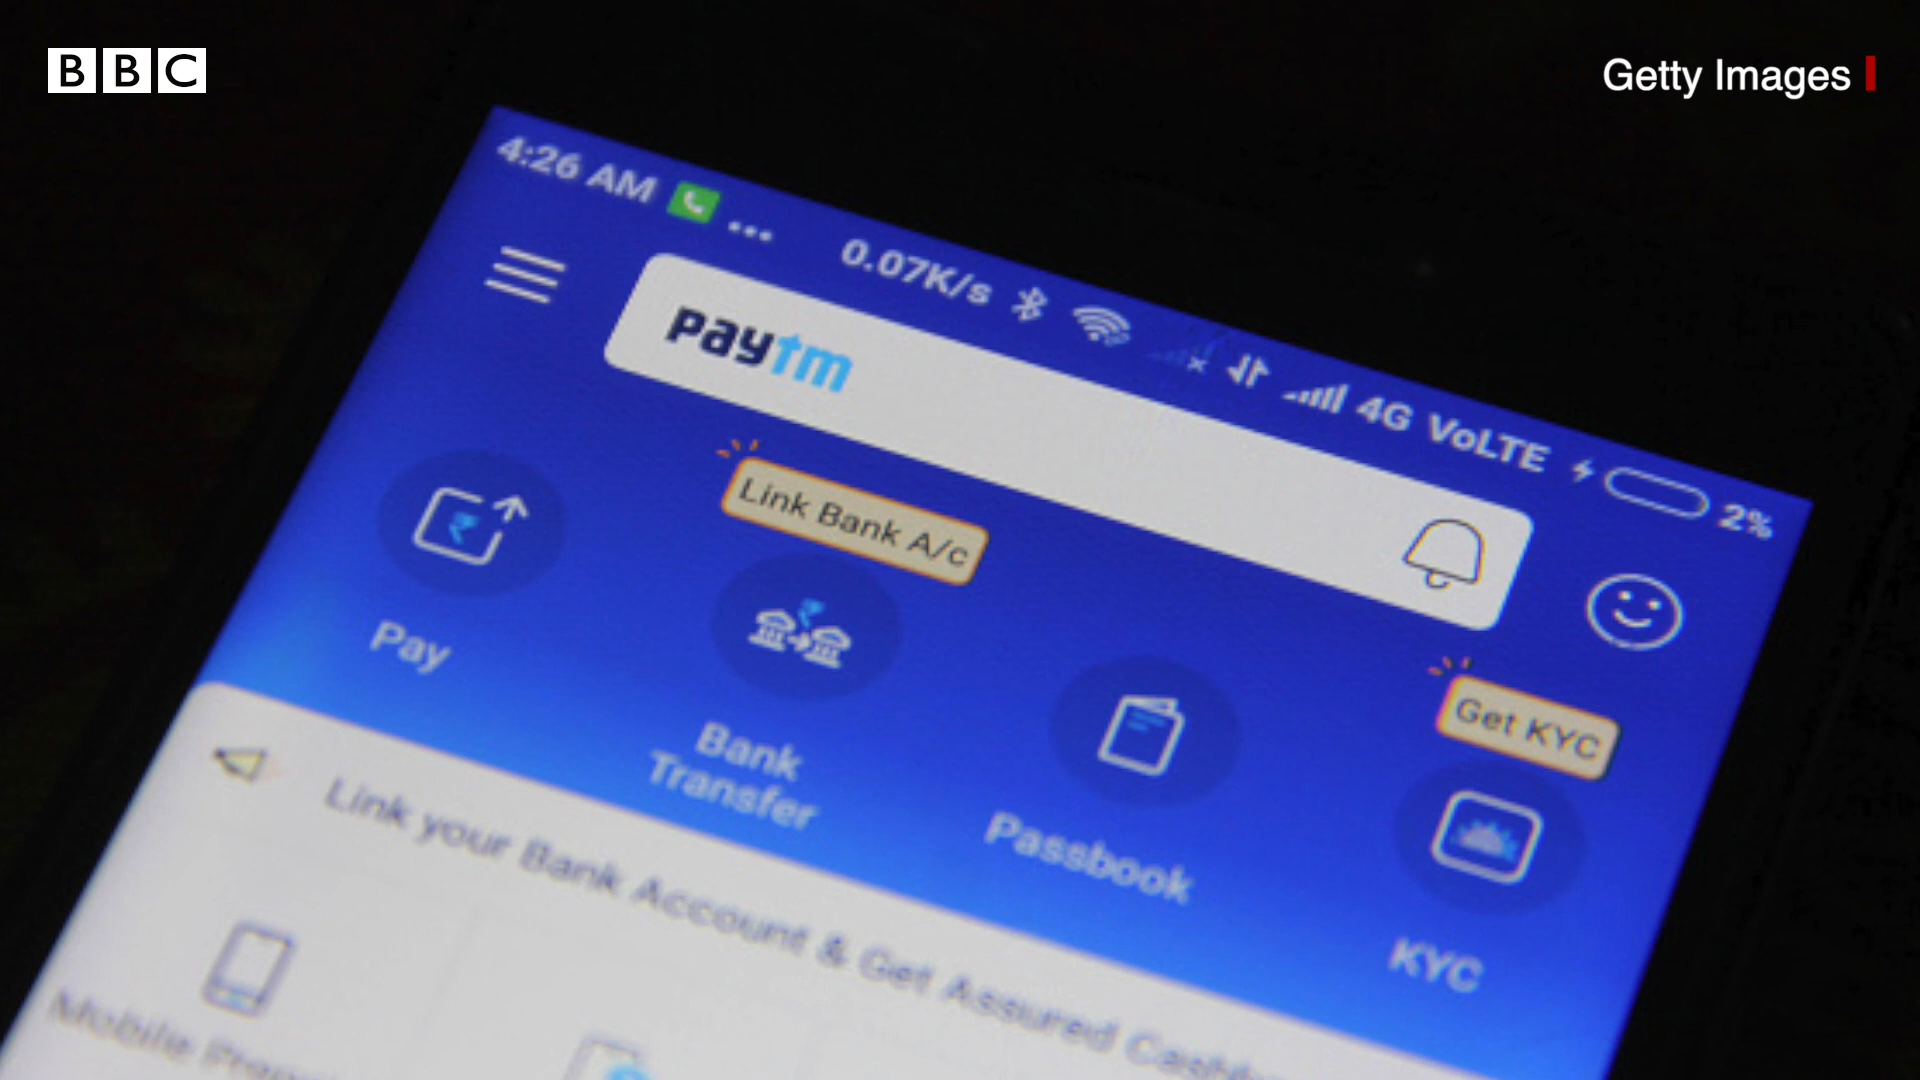 BBC
Getty Images
4:26 AM ... 0.07K/s 4G VoLTE 2%
paytm
Link Bank A/c
Pay
Bank
Transfer
Get KYC
Passbook
KYC
Link your Bank Account & Get Assured
Mobile